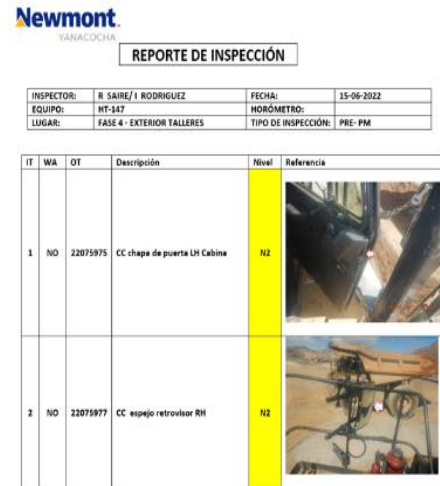 Newmont.
YANACOCHA
REPORTE DE INSPECCIÓN
INSPECTOR: R SAIRE/ I RODRIGUEZ FECHA: 15-06-2022
EQUIPO: HT-147 HORÓMETRO:
LUGAR: FASE 4 - EXTERIOR TALLERES TIPO DE INSPECCIÓN: PRE- PM
IT WA OT Descripción Nivel Referencia
1 NO 22075975 CC chapa de puerta LH Cabina N2
2 NO 22075977 CC espejo retrovisor RH N2